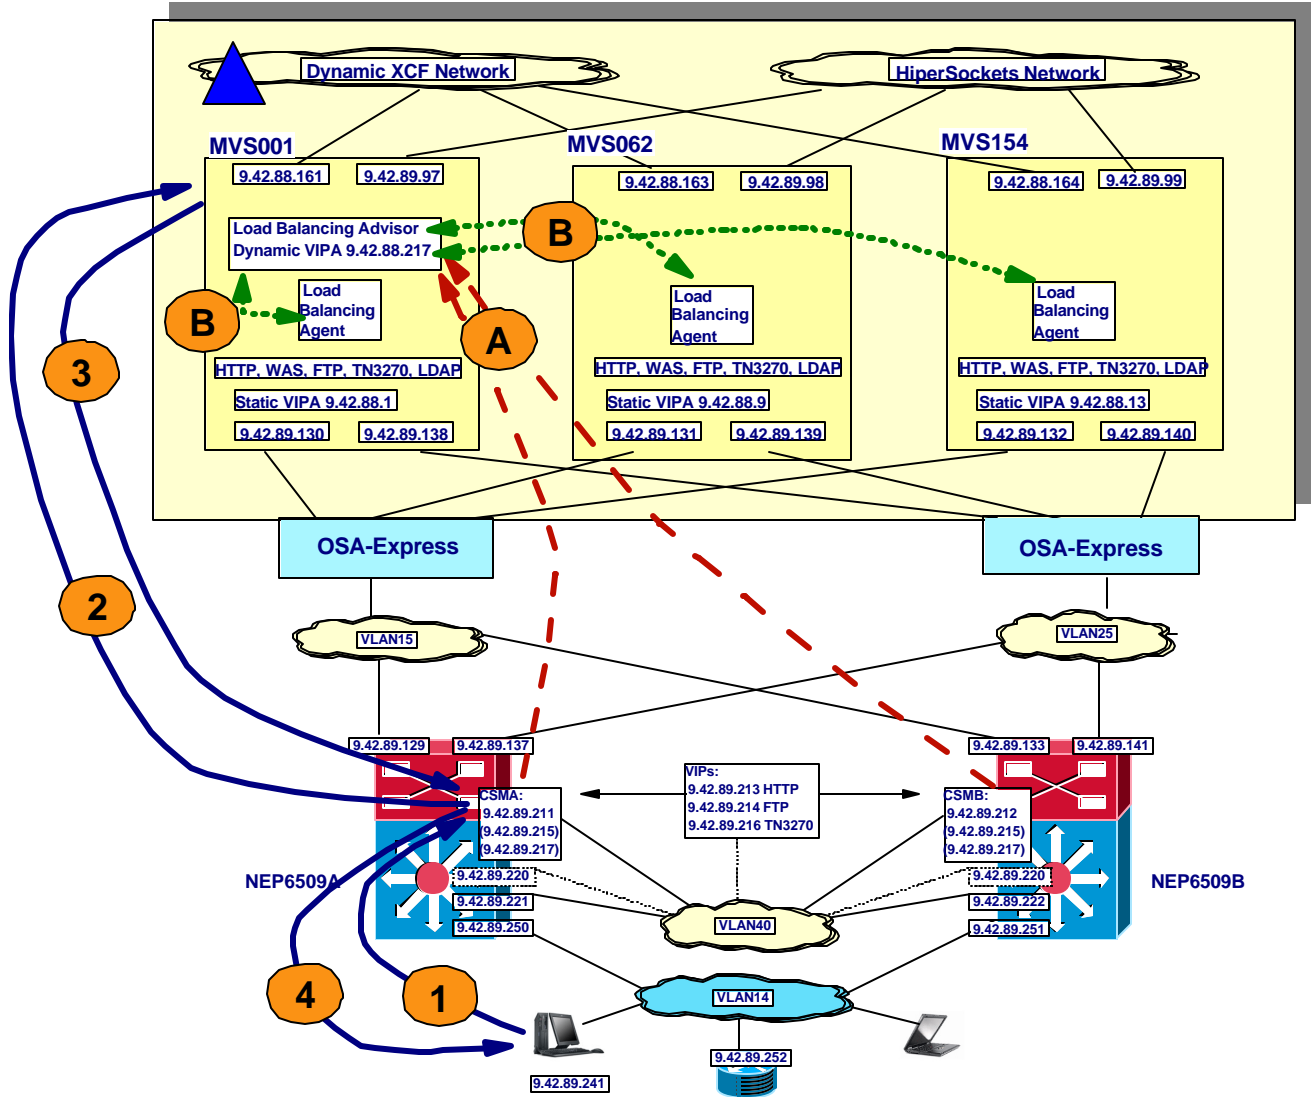 Dynamic XCF Network
HiperSockets Network
MVS001
MVS062
MVS154
9.42.88.161
9.42.89.97
9.42.88.163
9.42.89.98
9.42.88.164
9.42.89.99
Load Balancing Advisor
Dynamic VIPA 9.42.88.217
B
B
A
Load
Balancing
Agent
Load
Balancing
Agent
Load
Balancing
Agent
3
HTTP, WAS, FTP, TN3270, LDAP
HTTP, WAS, FTP, TN3270, LDAP
HTTP, WAS, FTP, TN3270, LDAP
Static VIPA 9.42.88.1
Static VIPA 9.42.88.9
Static VIPA 9.42.88.13
9.42.89.130
9.42.89.138
9.42.89.131
9.42.89.139
9.42.89.132
9.42.89.140
OSA-Express
OSA-Express
2
VLAN15
VLAN25
9.42.89.129
9.42.89.137
9.42.89.133
9.42.89.141
CSMA:
9.42.89.211
(9.42.89.215)
(9.42.89.217)
VIPs:
9.42.89.213 HTTP
9.42.89.214 FTP
9.42.89.216 TN3270
CSMB:
9.42.89.212
(9.42.89.215)
(9.42.89.217)
NEP6509A
9.42.89.220
9.42.89.221
9.42.89.250
9.42.89.220
9.42.89.222
9.42.89.251
NEP6509B
VLAN40
4
1
VLAN14
9.42.89.252
9.42.89.241